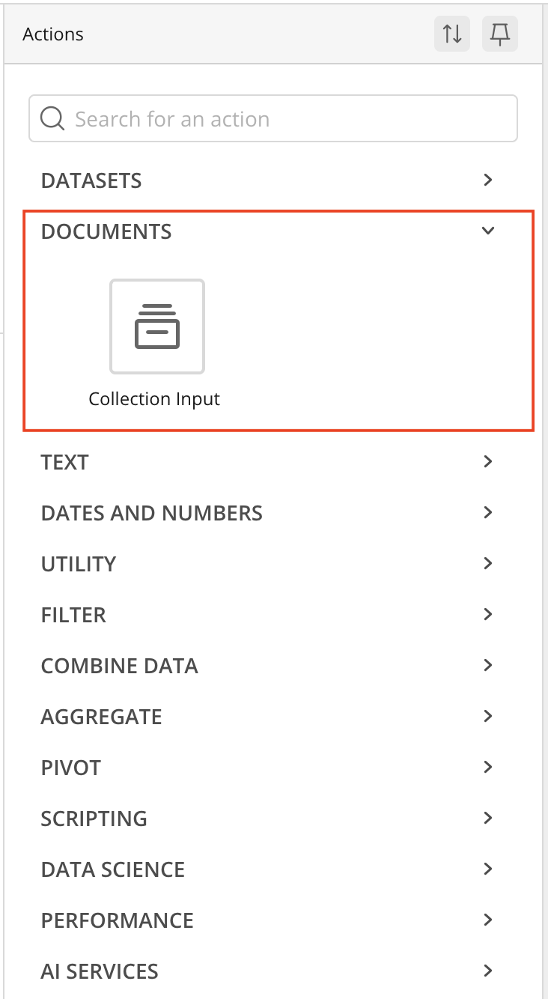 Actions
Search for an action
DATASETS
DOCUMENTS
Collection Input
TEXT
DATES AND NUMBERS
UTILITY
FILTER
COMBINE DATA
AGGREGATE
PIVOT
SCRIPTING
DATA SCIENCE
PERFORMANCE
AI SERVICES